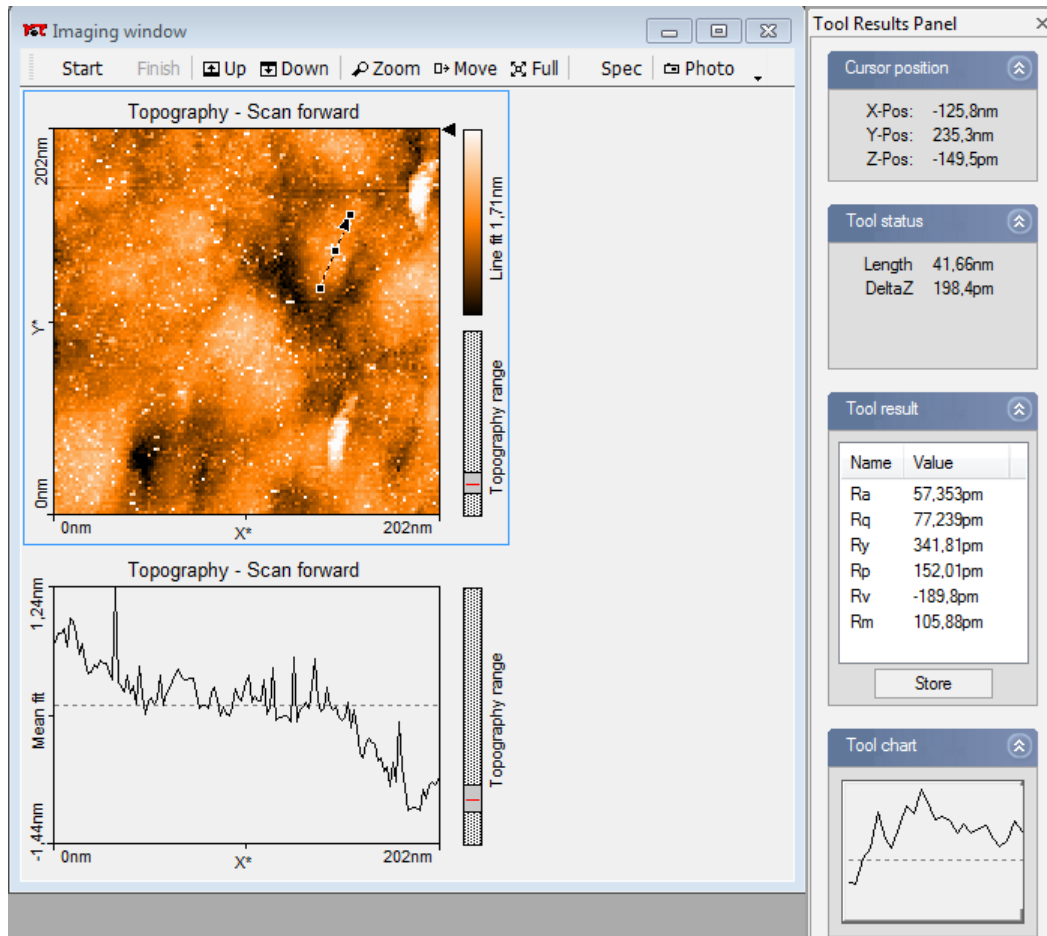 Imaging window
Start Finish Up Down Zoom Move Full Spec Photo
Topography - Scan forward
202nm
Y*
0nm
0nm X* 202nm
Line fit 1,71nm
Topography range
Topography - Scan forward
1,24nm
Mean fit
-1,44nm
0nm X* 202nm
Topography range
Tool Results Panel
Cursor position
X-Pos: -125,8nm
Y-Pos: 235,3nm
Z-Pos: -149,5pm
Tool status
Length 41,66nm
DeltaZ 198,4pm
Tool result
Name Value
Ra 57,353pm
Rq 77,239pm
Ry 341,81pm
Rp 152,01pm
Rv -189,8pm
Rm 105,88pm
Store
Tool chart